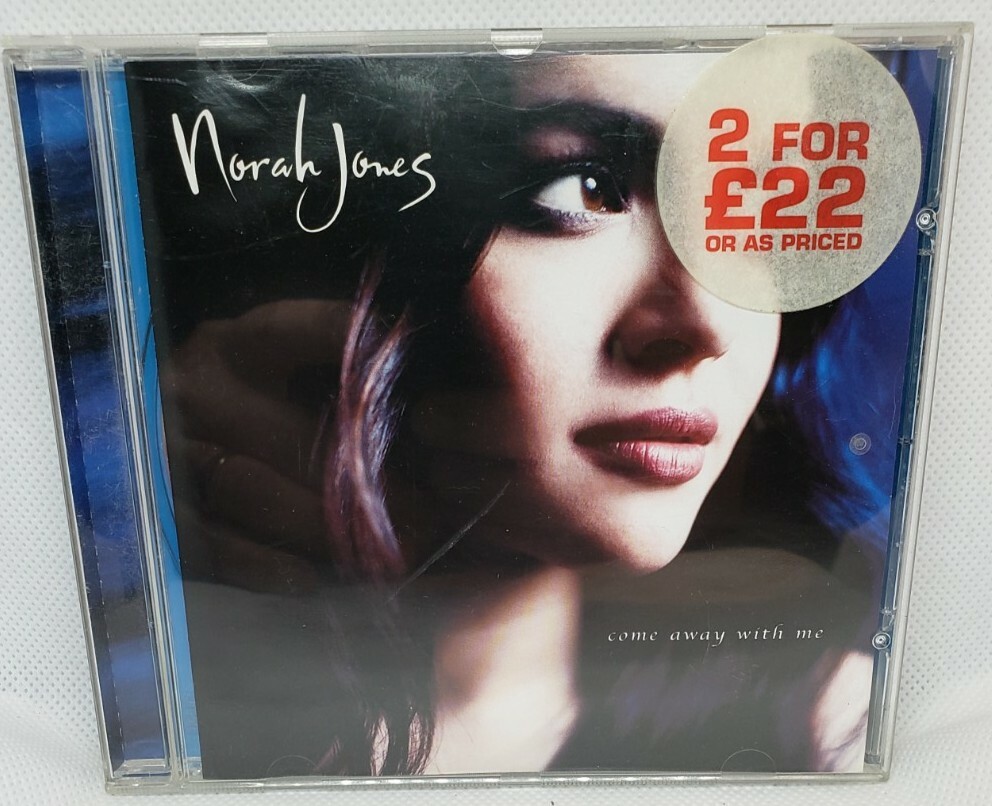 Norah Jones
2 FOR
£22
OR AS PRICED
come away with me